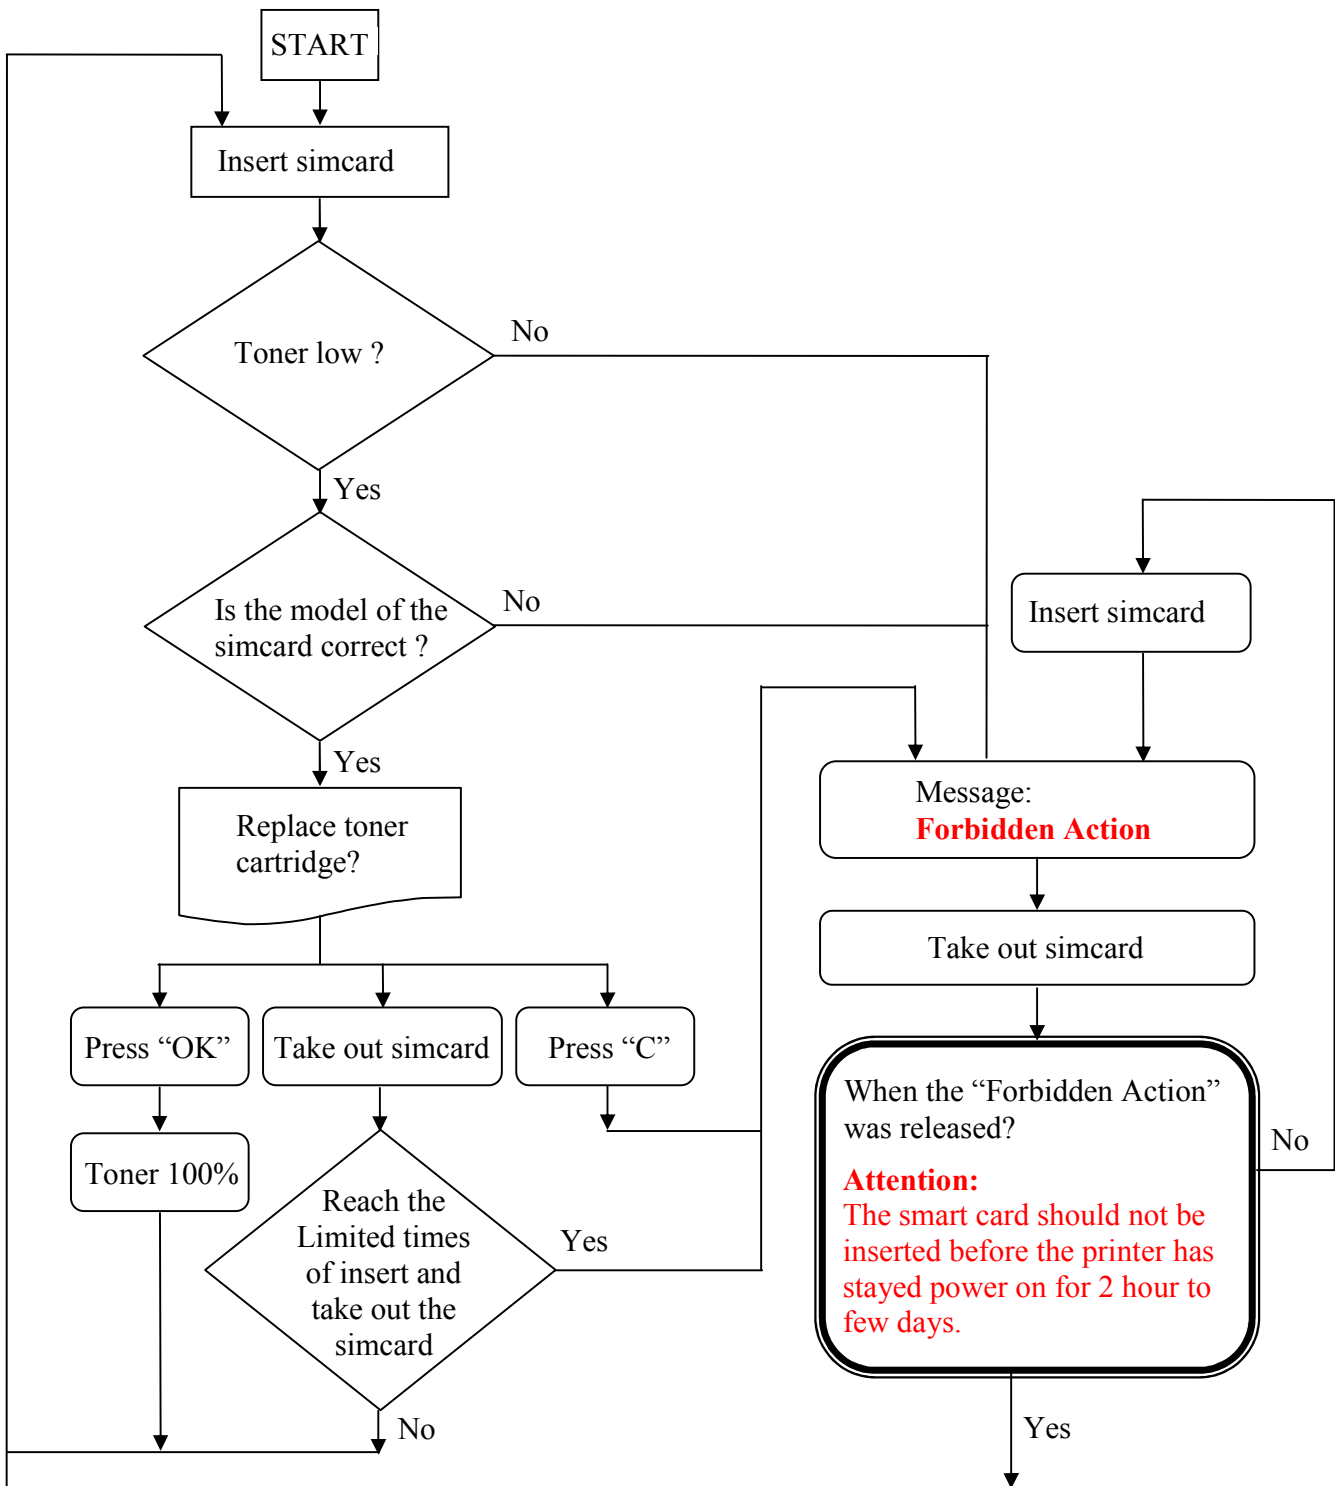 START
Insert simcard
Toner low ?
No
Yes
Is the model of the
simcard correct ?
No
Yes
Insert simcard
Replace toner
cartridge?
Message:
Forbidden Action
Take out simcard
Press “OK”
Take out simcard
Press “C”
Toner 100%
Reach the
Limited times
of insert and
take out the
simcard
Yes
No
When the “Forbidden Action”
was released?
Attention:
The smart card should not be
inserted before the printer has
stayed power on for 2 hour to
few days.
No
Yes